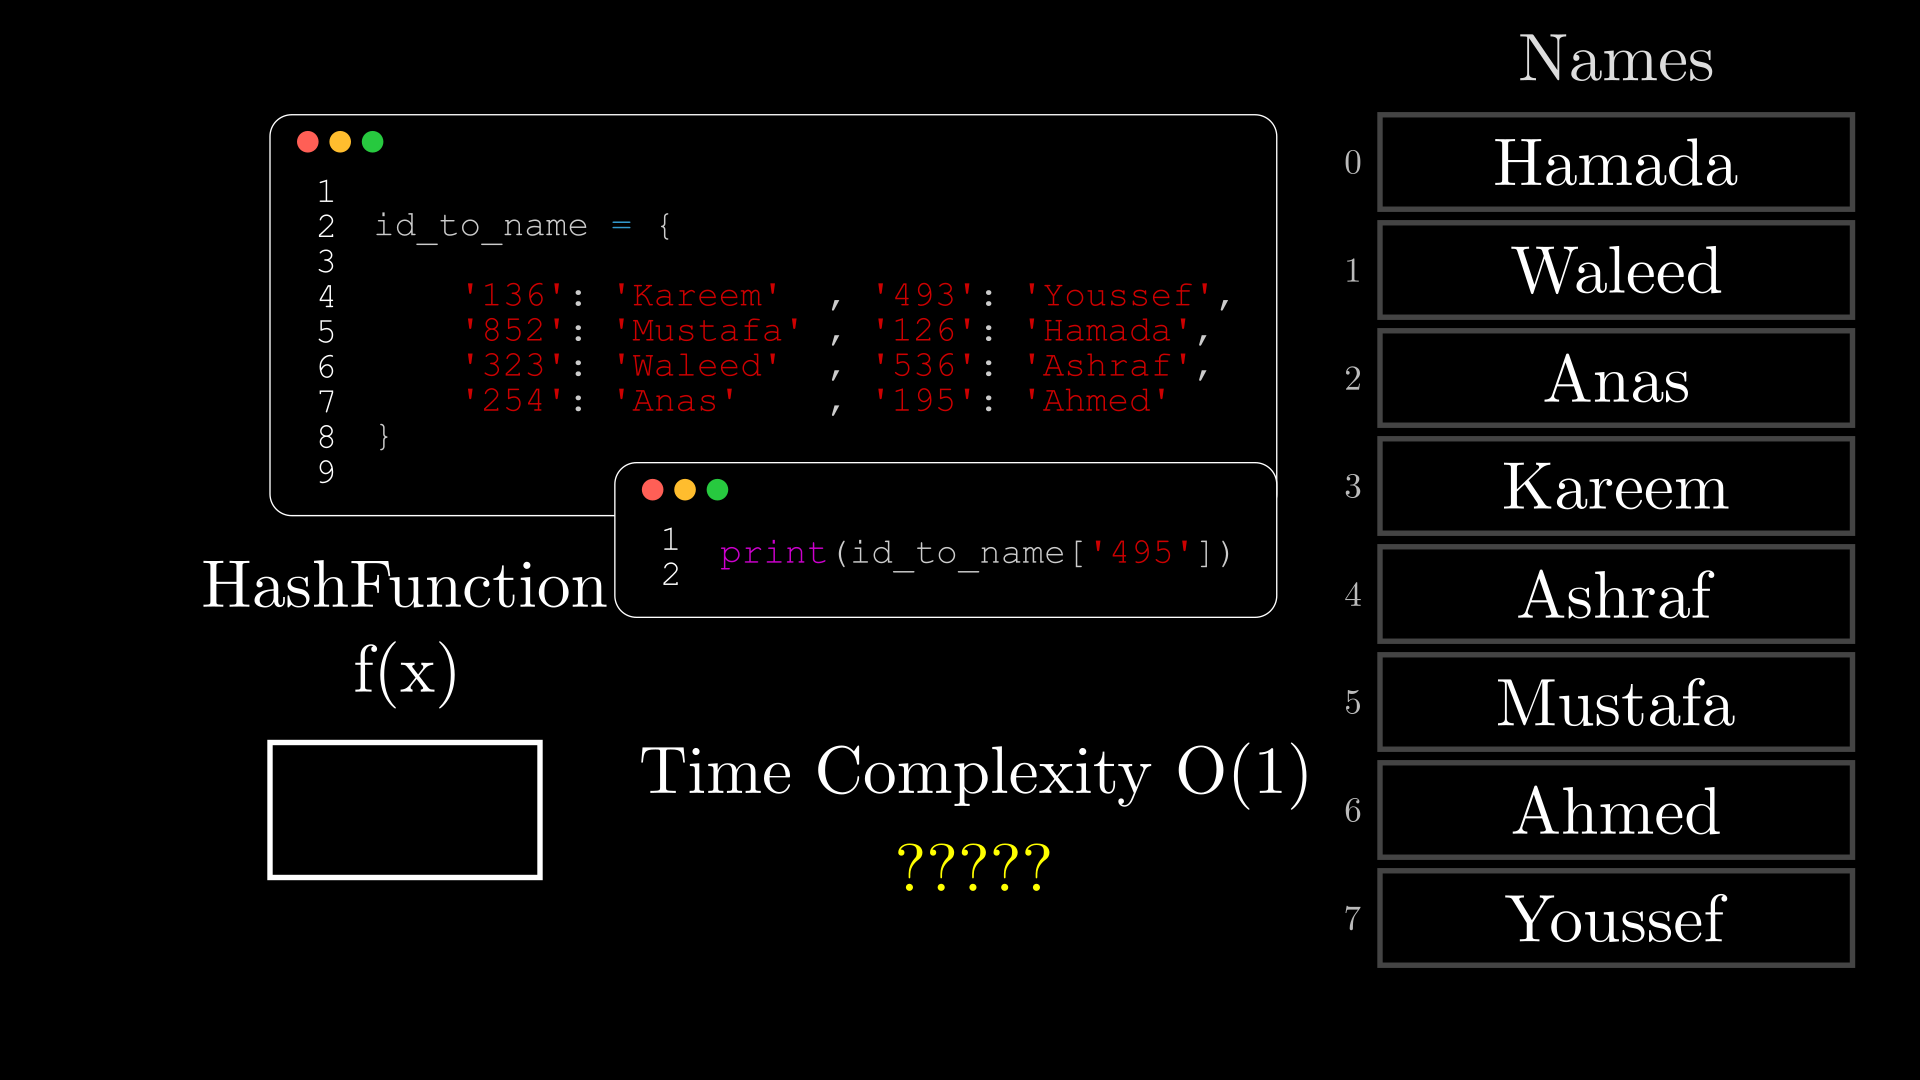 1
2 id_to_name = {
3
4 '136': 'Kareem' , '493': 'Youssef',
5 '852': 'Mustafa' , '126': 'Hamada',
6 '323': 'Waleed' , '536': 'Ashraf',
7 '254': 'Anas' , '195': 'Ahmed'
8 }
9
1 print(id_to_name['495'])
2
HashFunction
f(x)
Time Complexity O(1)
?????
Names
0 Hamada
1 Waleed
2 Anas
3 Kareem
4 Ashraf
5 Mustafa
6 Ahmed
7 Youssef